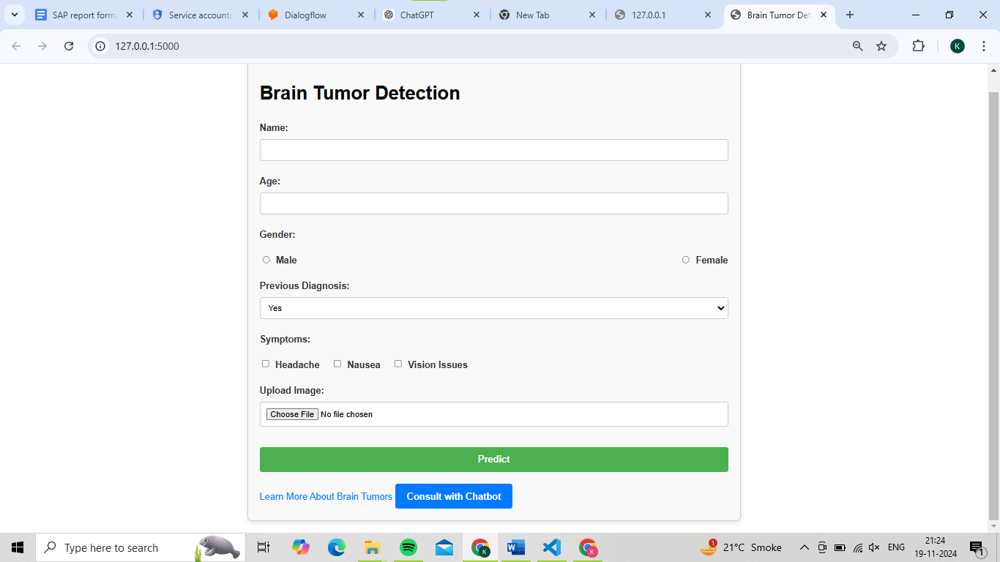 SAP report forma
Service accounts
Dialogflow
ChatGPT
New Tab
127.0.0.1
Brain Tumor Det
127.0.0.1:5000
K
Brain Tumor Detection
Name:
Age:
Gender:
Male Female
Previous Diagnosis:
Yes
Symptoms:
Headache Nausea Vision Issues
Upload Image:
Choose File No file chosen
Predict
Learn More About Brain Tumors Consult with Chatbot
Type here to search
K
W
K
1
21°C Smoke
ENG
21:24
19-11-2024
1